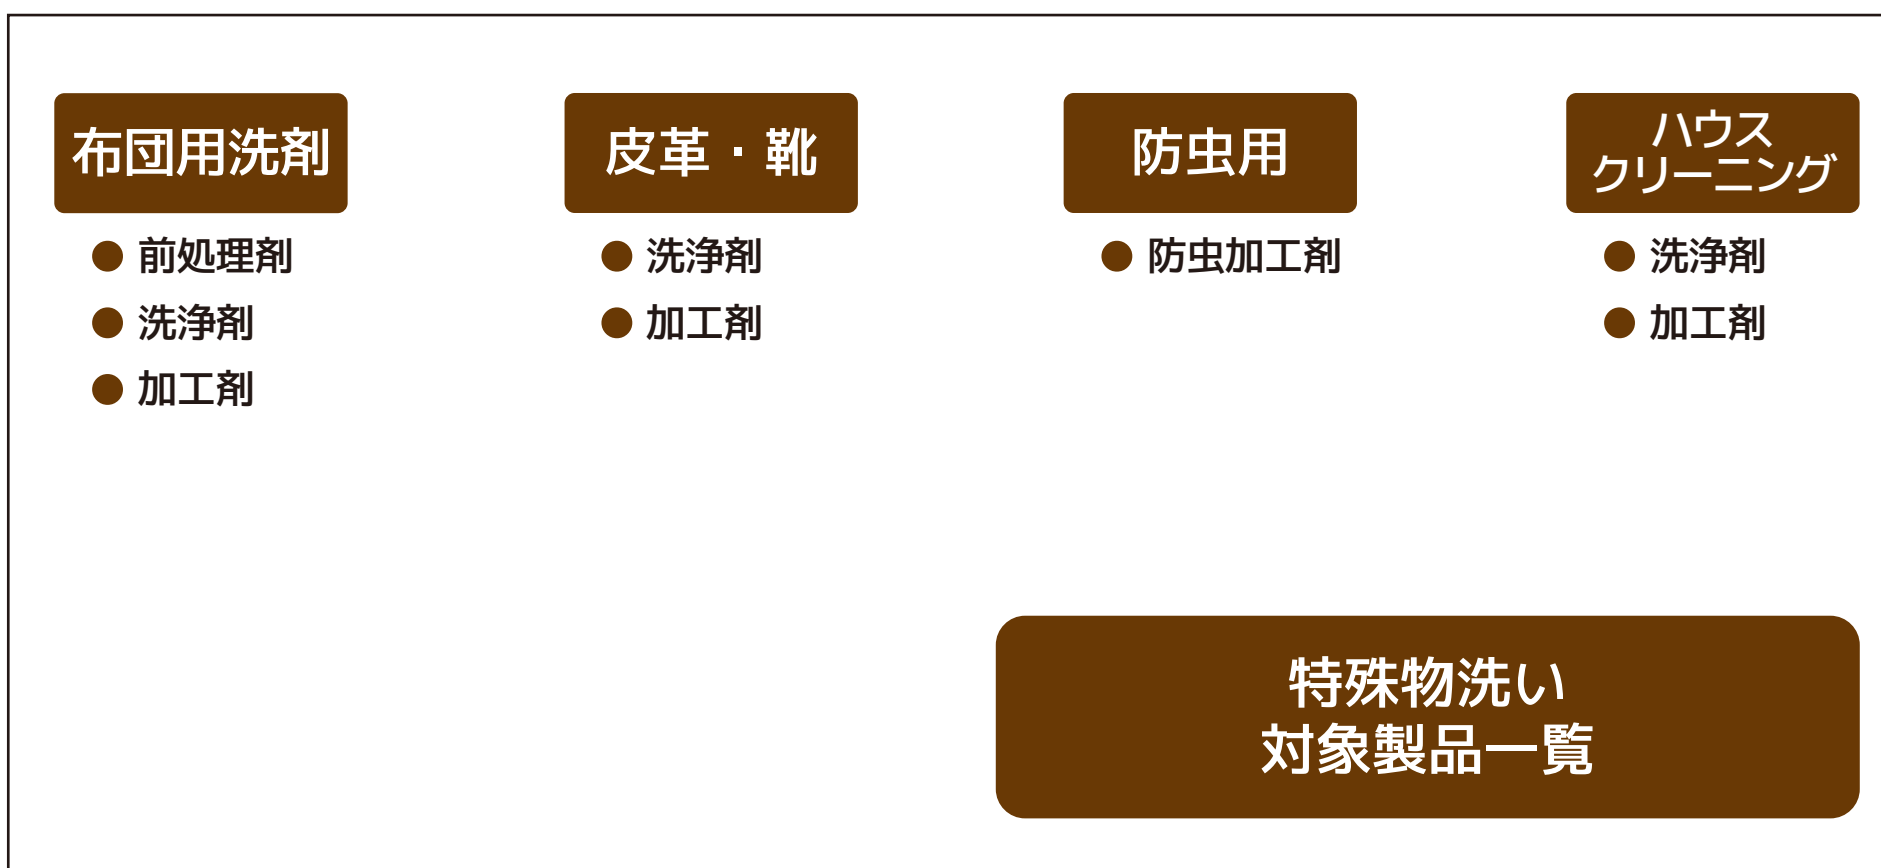 布団用洗剤
● 前処理剤
● 洗浄剤
● 加工剤
皮革・靴
● 洗浄剤
● 加工剤
防虫用
● 防虫加工剤
ハウス
クリーニング
● 洗浄剤
● 加工剤
特殊物洗い
対象製品一覧